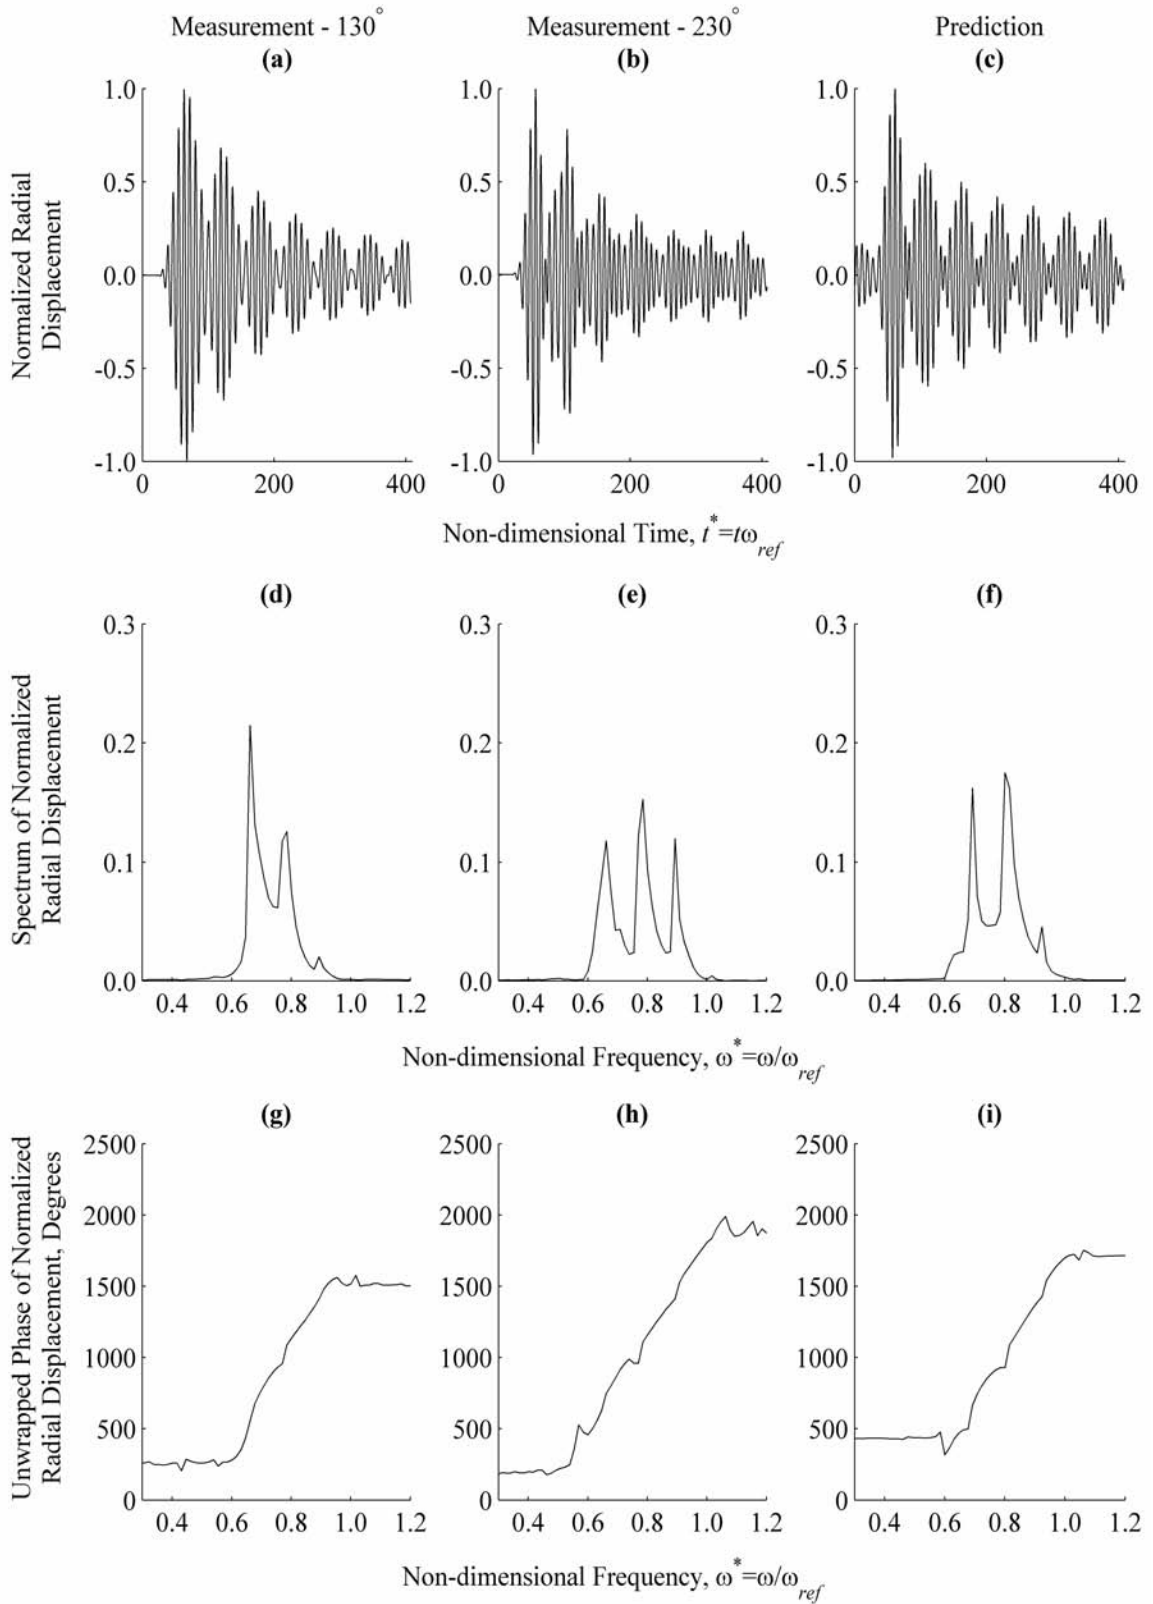 Measurement - 130° Measurement - 230° Prediction
(a) (b) (c)
Normalized Radial
Displacement
1.0 1.0 1.0
0.5 0.5 0.5
0.0 0.0 0.0
-0.5 -0.5 -0.5
-1.0 -1.0 -1.0
0 200 400 0 200 400 0 200 400
Non-dimensional Time, t*=tωref
(d) (e) (f)
Spectrum of Normalized
Radial Displacement
0.3 0.3 0.3
0.2 0.2 0.2
0.1 0.1 0.1
0.0 0.0 0.0
0.4 0.6 0.8 1.0 1.2 0.4 0.6 0.8 1.0 1.2 0.4 0.6 0.8 1.0 1.2
Non-dimensional Frequency, ω*=ω/ωref
(g) (h) (i)
Unwrapped Phase of Normalized
Radial Displacement, Degrees
2500 2500 2500
2000 2000 2000
1500 1500 1500
1000 1000 1000
500 500 500
0 0 0
0.4 0.6 0.8 1.0 1.2 0.4 0.6 0.8 1.0 1.2 0.4 0.6 0.8 1.0 1.2
Non-dimensional Frequency, ω*=ω/ωref